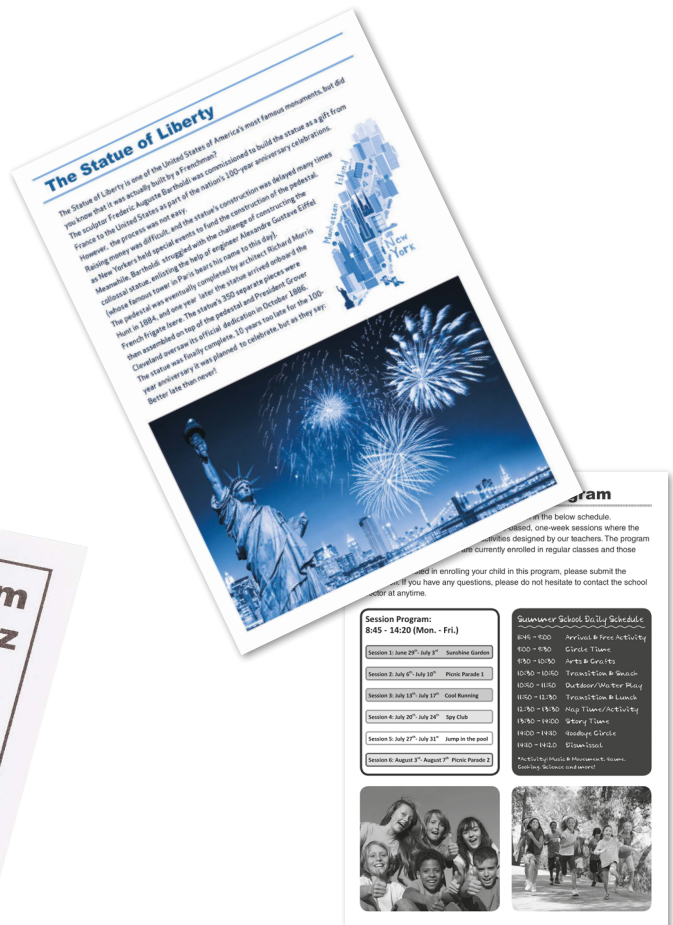 The Statue of Liberty
The Statue of Liberty is one of the United States of America's most famous monuments, but did
you know that it was actually built by a Frenchman?
The sculptor Frederic Auguste Bartholdi was commissioned to build the statue as a gift from
France to the United States as part of the nation's 100-year anniversary celebrations.
However, the process was not easy.
Raising money was difficult, and the statue's construction was delayed many times
as New Yorkers held special events to fund the construction of the pedestal.
Meanwhile, Bartholdi struggled with the challenge of constructing the
collossal statue, enlisting the help of engineer Alexandre Gustave Eiffel
(whose famous tower in Paris bears his name to this day).
The pedestal was eventually completed by architect Richard Morris
Hunt in 1884, and one year later the statue arrived onboard the
French frigate Isere. The statue's 350 separate pieces were
then assembled on top of the pedestal and President Grover
Cleveland oversaw its official dedication in October 1886.
The statue was finally complete, 10 years too late for the 100-
year anniversary it was planned to celebrate, but as they say:
Better late than never!
Manhattan Island
New
York
gram
in the below schedule.
-based, one-week sessions where the
activities designed by our teachers. The program
are currently enrolled in regular classes and those
in enrolling your child in this program, please submit the
If you have any questions, please do not hesitate to contact the school
at anytime.
Session Program:
8:45 - 14:20 (Mon. - Fri.)
Session 1: June 29th- July 3rd Sunshine Garden
Session 2: July 6th- July 10th Picnic Parade 1
Session 3: July 13th- July 17th Cool Running
Session 4: July 20th- July 24th Spy Club
Session 5: July 27th- July 31st Jump in the pool
Session 6: August 3rd- August 7th Picnic Parade 2
Summer School Daily Schedule
8:45 - 9:00 Arrival & Free Activity
9:00 - 9:30 Circle Time
9:30 - 10:30 Arts & Crafts
10:30 - 10:50 Transition & Snack
10:50 - 11:50 Outdoor/Water Play
11:50 - 12:30 Transition & Lunch
12:30 - 13:30 Nap Time/Activity
13:30 - 14:00 Story Time
14:00 - 14:10 Goodbye Circle
14:10 - 14:20 Dismissal
*Activity: Music & Movement, Game,
Cooking, Science and more!
m
z